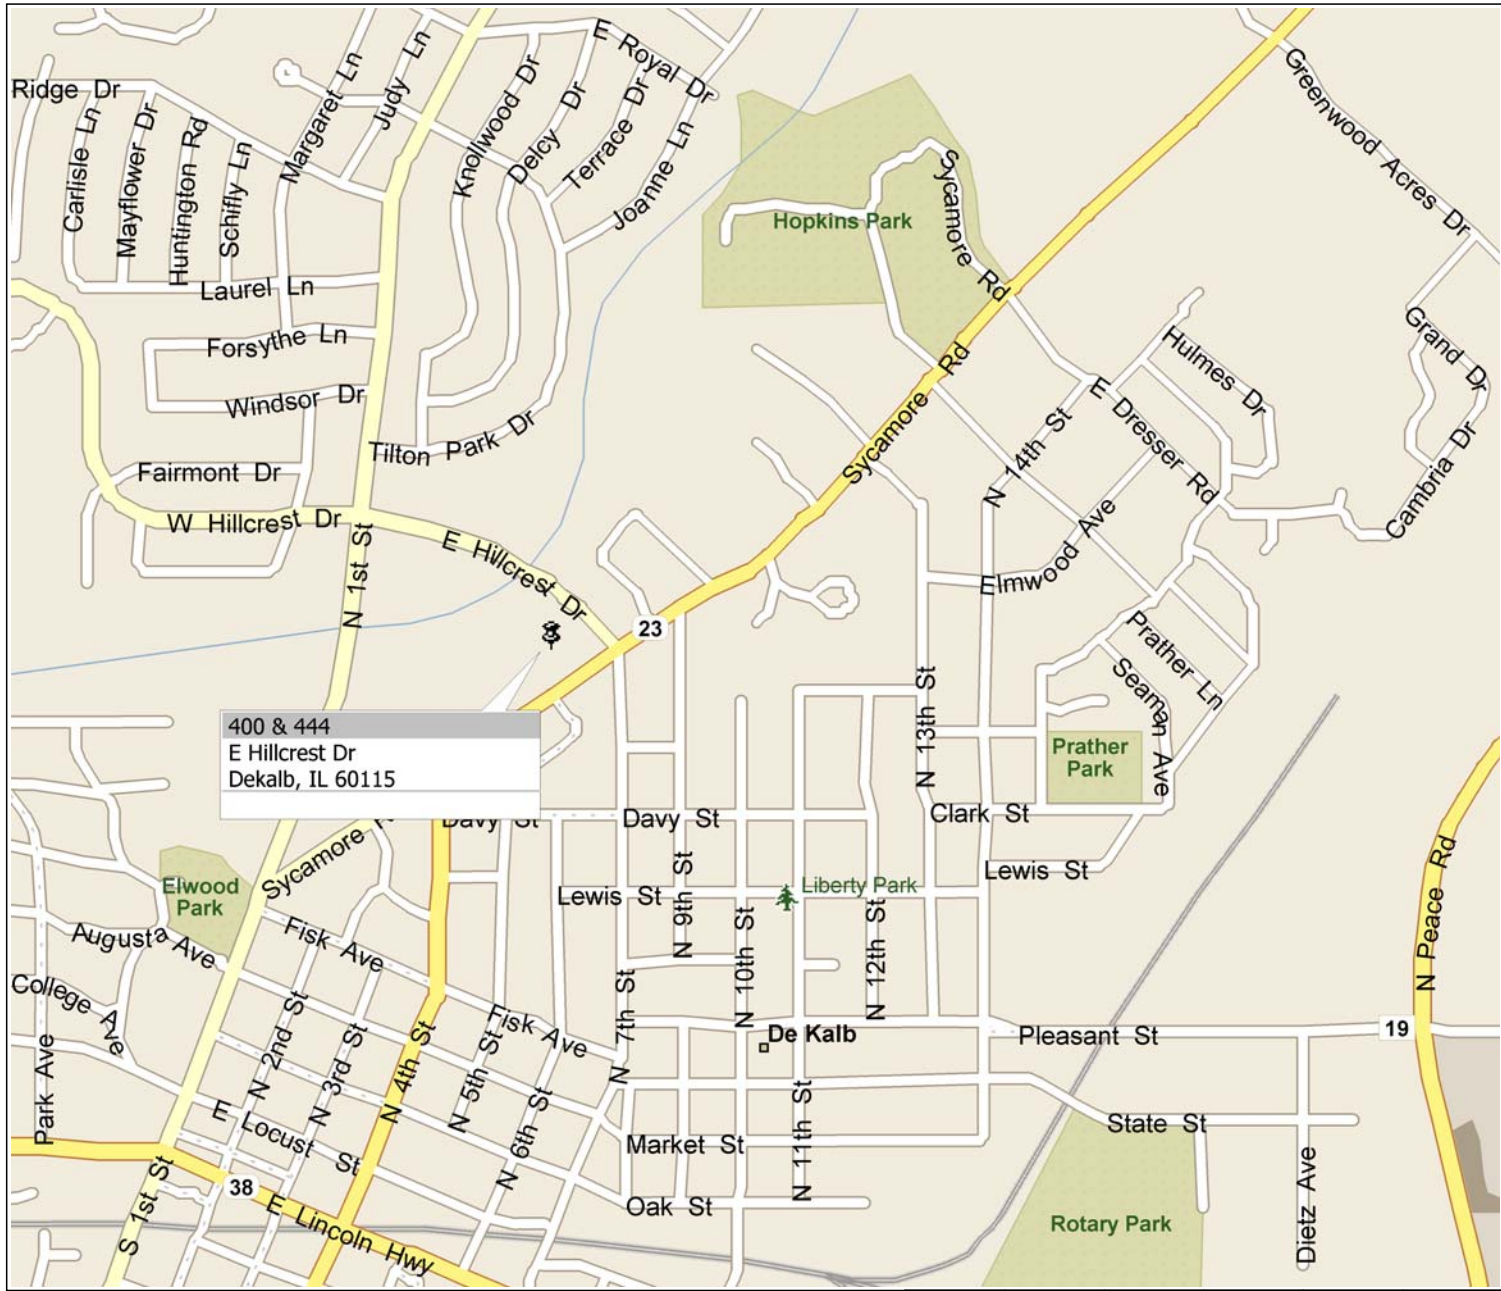 E Royal Dr
Greenwood Acres Dr
Ridge Dr
Carlisle Ln
Mayflower Dr
Huntington Rd
Schifly Ln
Margaret Ln
Judy Ln
Knollwood Dr
Delcy Dr
Terrace Dr
Joanne Ln
Hopkins Park
Sycamore Rd
Laurel Ln
Forsythe Ln
Windsor Dr
Tilton Park Dr
Fairmont Dr
W Hillcrest Dr
N 1st St
E Hillcrest Dr
Sycamore Rd
N 14th St
E Dresser Rd
Hulmes Dr
Grand Dr
Cambria Dr
Elmwood Ave
23
Prather Ln
Seaman Ave
Prather
Park
N 13th St
400 & 444
E Hillcrest Dr
Dekalb, IL 60115
Davy St
Davy St
Clark St
Lewis St
Sycamore R
Elwood
Park
Lewis St
Liberty Park
N 9th St
N 10th St
N 12th St
N Peace Rd
Augusta Ave
Fisk Ave
College Ave
Park Ave
N 2nd St
N 3rd St
N 4th St
N 5th St
Fisk Ave
N 6th St
N 7th St
De Kalb
Pleasant St
19
E Locust St
Market St
N 11th St
State St
Oak St
38
E Lincoln Hwy
S 1st St
Rotary Park
Dietz Ave